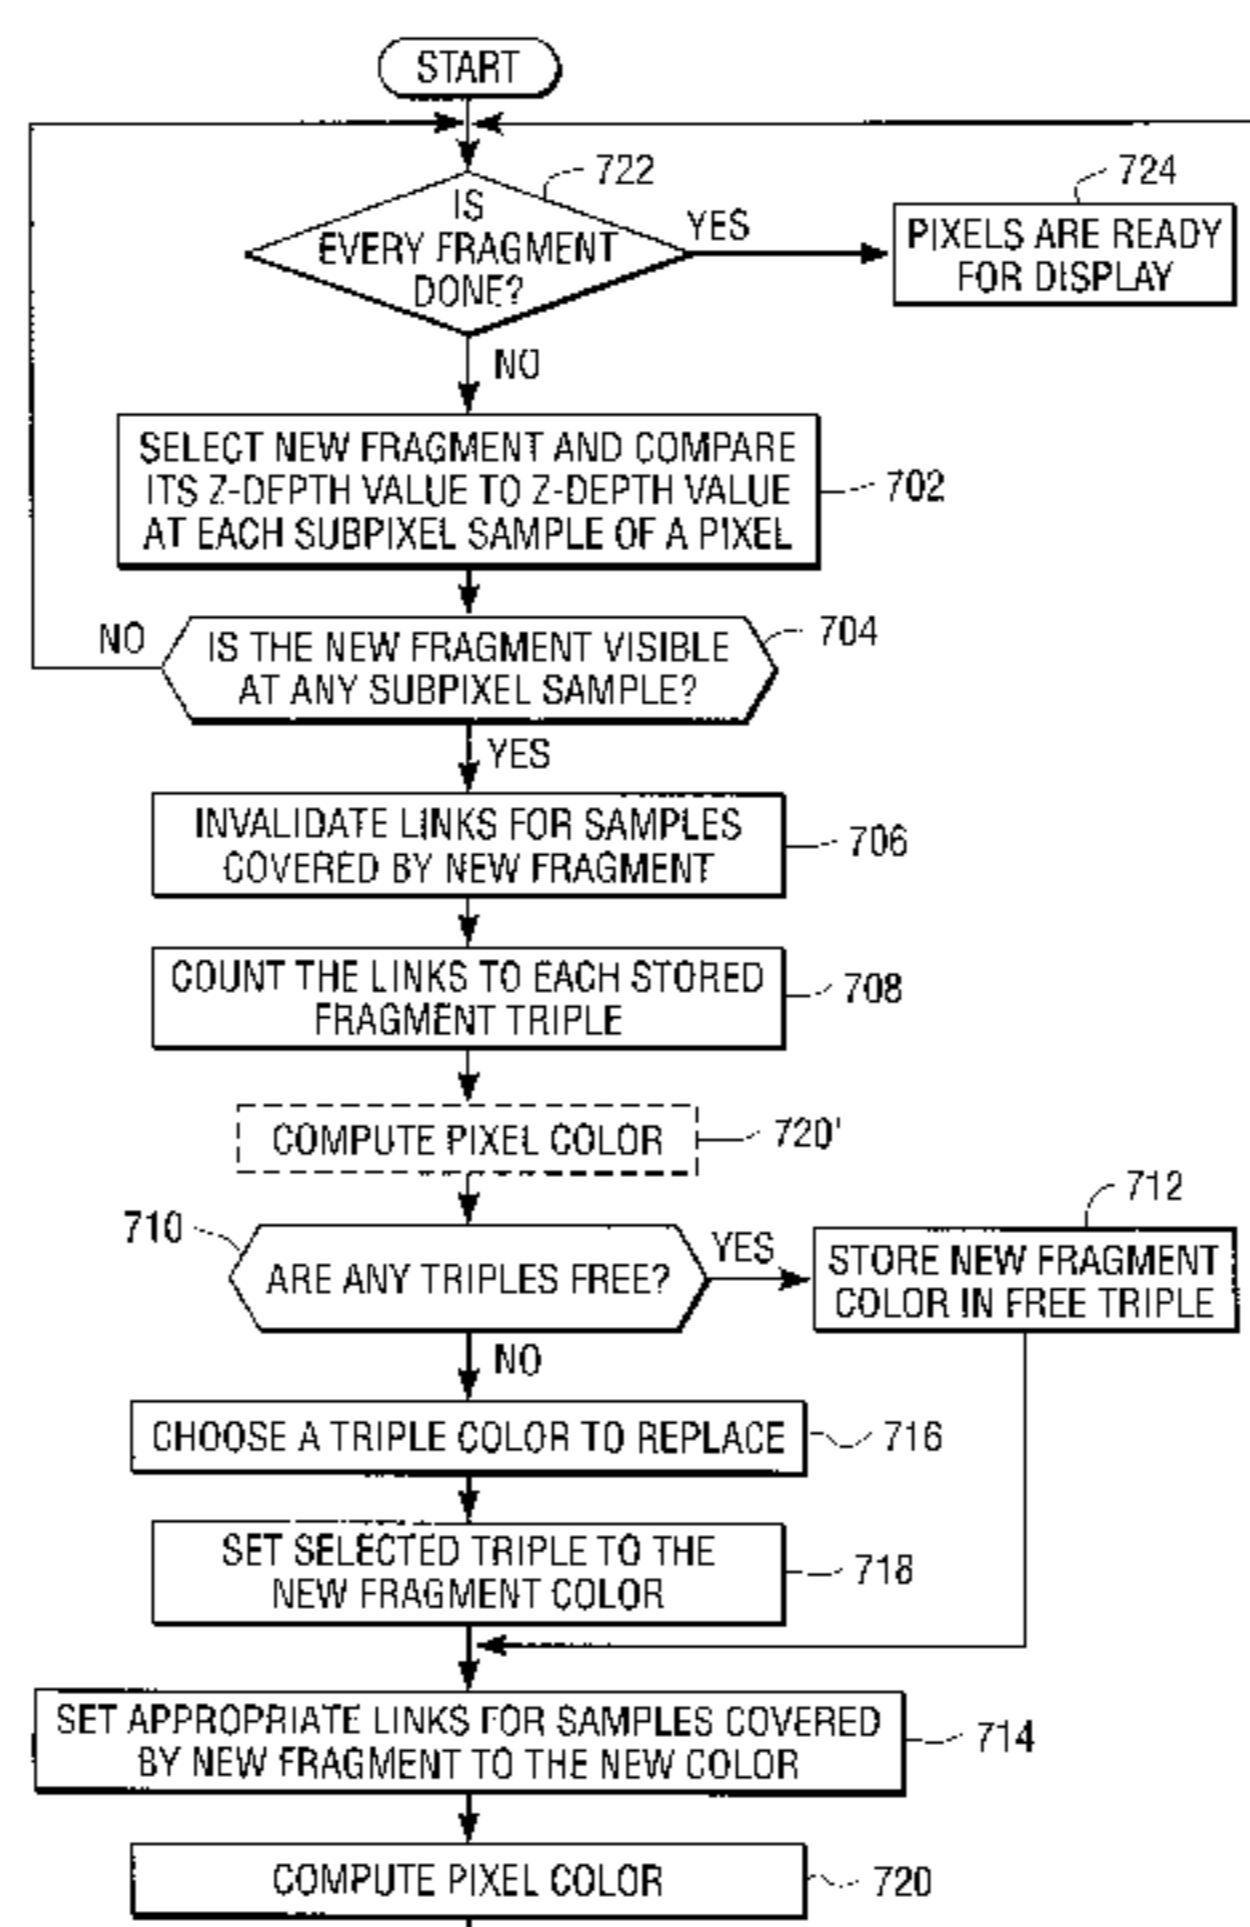 START
722
IS
EVERY FRAGMENT
DONE?
YES
724
PIXELS ARE READY
FOR DISPLAY
NO
SELECT NEW FRAGMENT AND COMPARE
ITS Z-DEPTH VALUE TO Z-DEPTH VALUE
AT EACH SUBPIXEL SAMPLE OF A PIXEL
702
NO
IS THE NEW FRAGMENT VISIBLE
AT ANY SUBPIXEL SAMPLE?
704
YES
INVALIDATE LINKS FOR SAMPLES
COVERED BY NEW FRAGMENT
706
COUNT THE LINKS TO EACH STORED
FRAGMENT TRIPLE
708
COMPUTE PIXEL COLOR
720'
710
ARE ANY TRIPLES FREE?
YES
712
STORE NEW FRAGMENT
COLOR IN FREE TRIPLE
NO
CHOOSE A TRIPLE COLOR TO REPLACE
716
SET SELECTED TRIPLE TO THE
NEW FRAGMENT COLOR
718
SET APPROPRIATE LINKS FOR SAMPLES COVERED
BY NEW FRAGMENT TO THE NEW COLOR
714
COMPUTE PIXEL COLOR
720